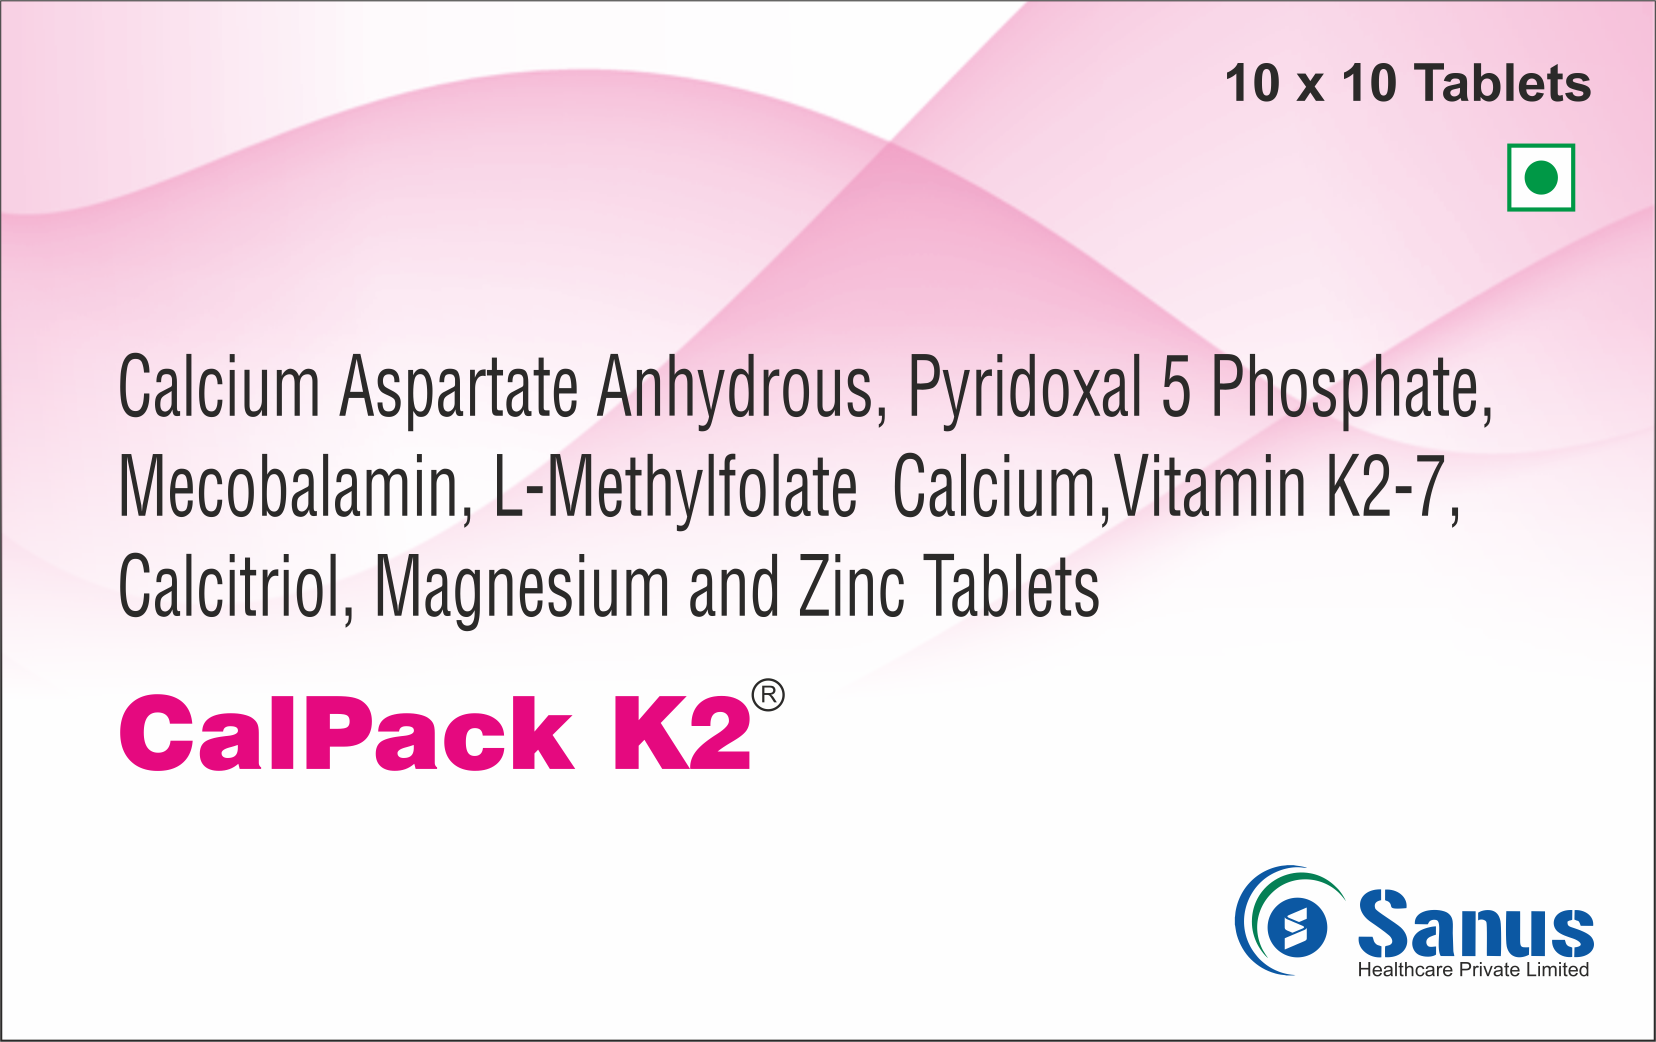 10 x 10 Tablets
Calcium Aspartate Anhydrous, Pyridoxal 5 Phosphate,
Mecobalamin, L-Methylfolate  Calcium,Vitamin K2-7,
Calcitriol, Magnesium and Zinc Tablets
CalPack K2®
Sanus
Healthcare Private Limited